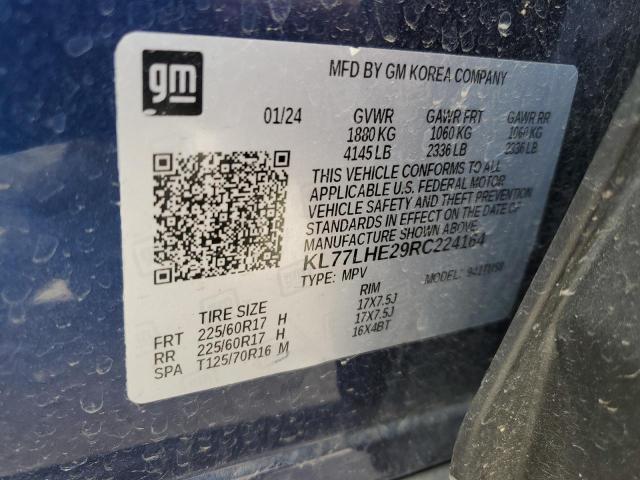 gm
MFD BY GM KOREA COMPANY
01/24 GVWR GAWR FRT GAWR RR
1880 KG 1060 KG 1060 KG
4145 LB 2336 LB 2336 LB
THIS VEHICLE CONFORMS TO ALL
APPLICABLE U.S. FEDERAL MOTOR
VEHICLE SAFETY AND THEFT PREVENTION
STANDARDS IN EFFECT ON THE DATE OF
MANUFACTURE SHOWN ABOVE.
KL77LHE29RC224164
TYPE: MPV MODEL:
TIRE SIZE RIM
FRT 225/60R17 H 17X7.5J
RR 225/60R17 H 17X7.5J
SPA T125/70R16 M 16X4BT